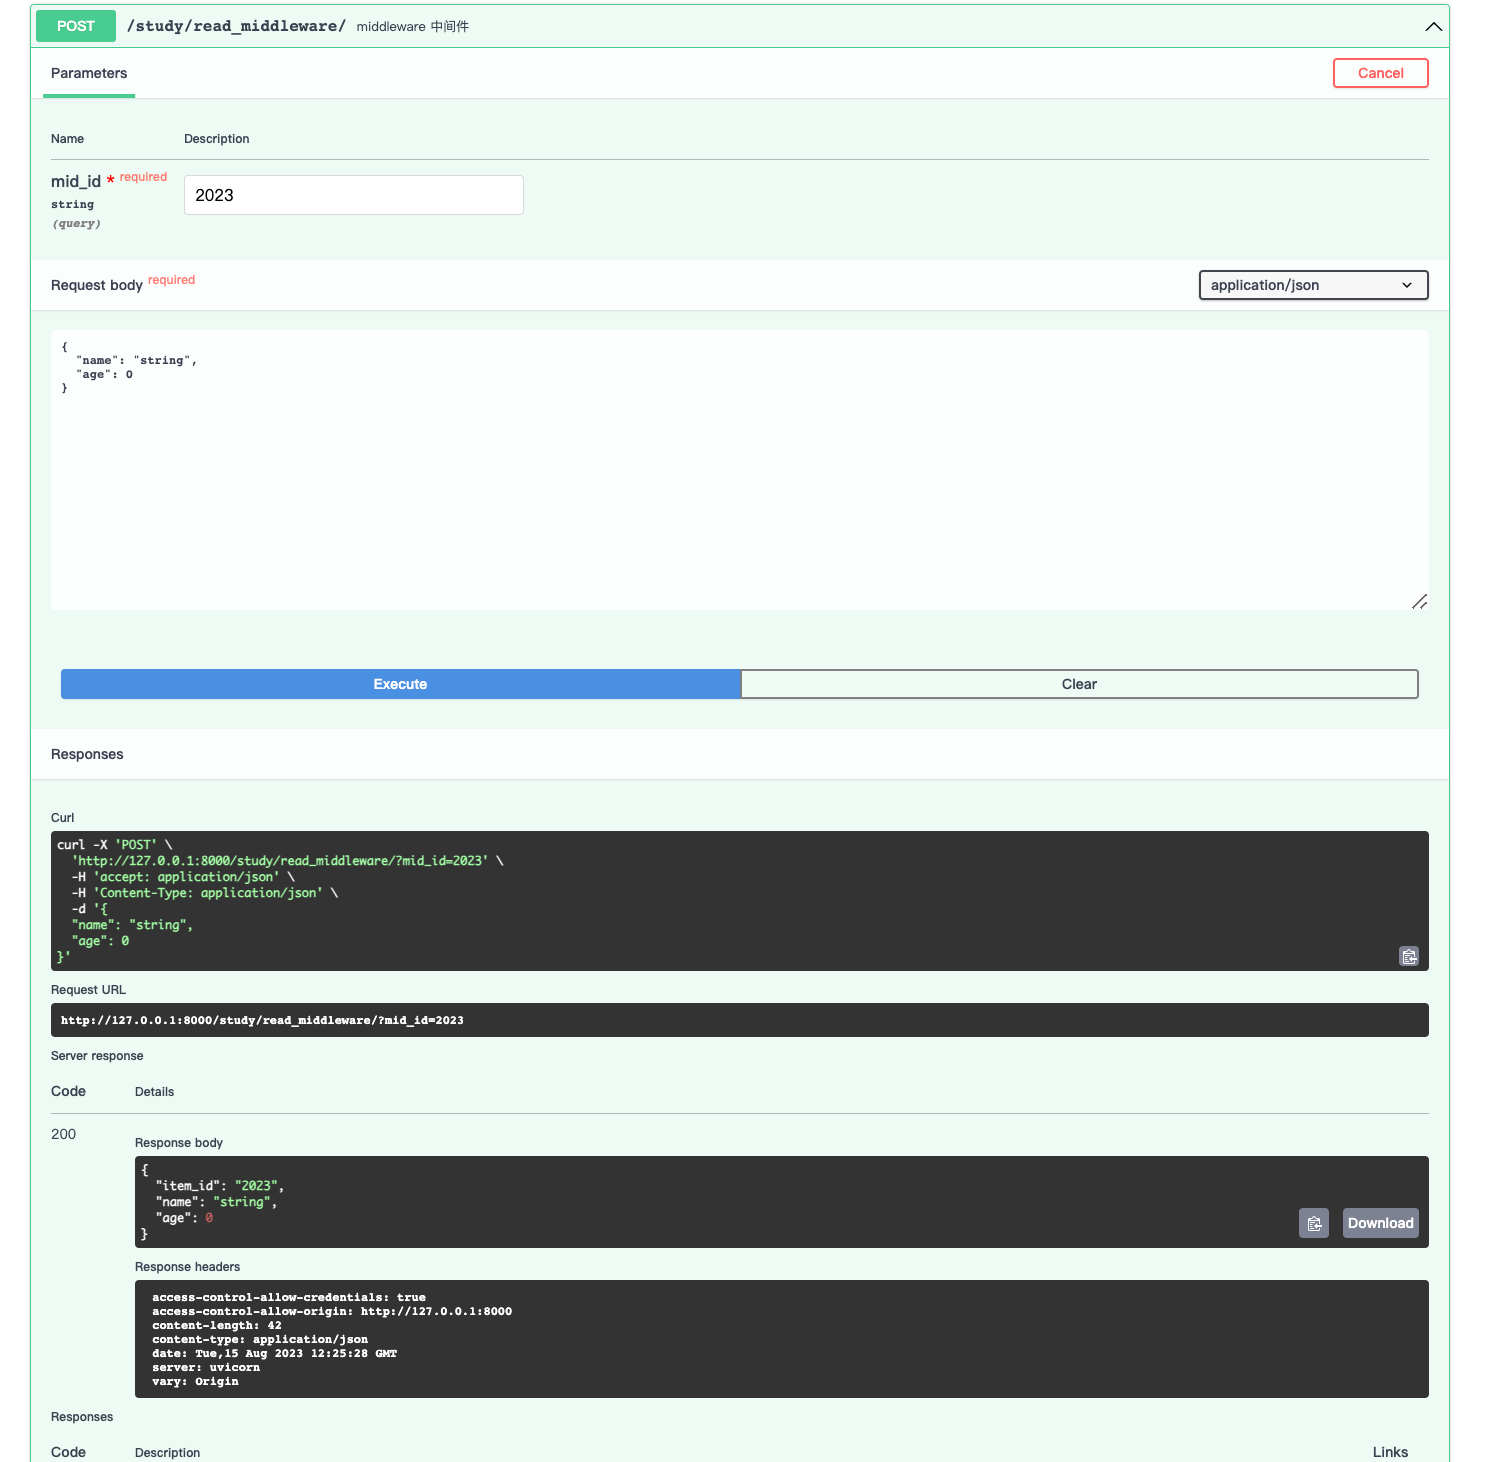 POST /study/read_middleware/ middleware 中间件
Parameters
Cancel
Name Description
mid_id * required
string
(query)
2023
Request body required
application/json
{
  "name": "string",
  "age": 0
}
Execute Clear
Responses
Curl
curl -X 'POST' \
  'http://127.0.0.1:8000/study/read_middleware/?mid_id=2023' \
  -H 'accept: application/json' \
  -H 'Content-Type: application/json' \
  -d '{
  "name": "string",
  "age": 0
}'
Request URL
http://127.0.0.1:8000/study/read_middleware/?mid_id=2023
Server response
Code Details
200
Response body
{
  "item_id": "2023",
  "name": "string",
  "age": 0
}
Download
Response headers
access-control-allow-credentials: true
access-control-allow-origin: http://127.0.0.1:8000
content-length: 42
content-type: application/json
date: Tue,15 Aug 2023 12:25:28 GMT
server: uvicorn
vary: Origin
Responses
Code Description Links